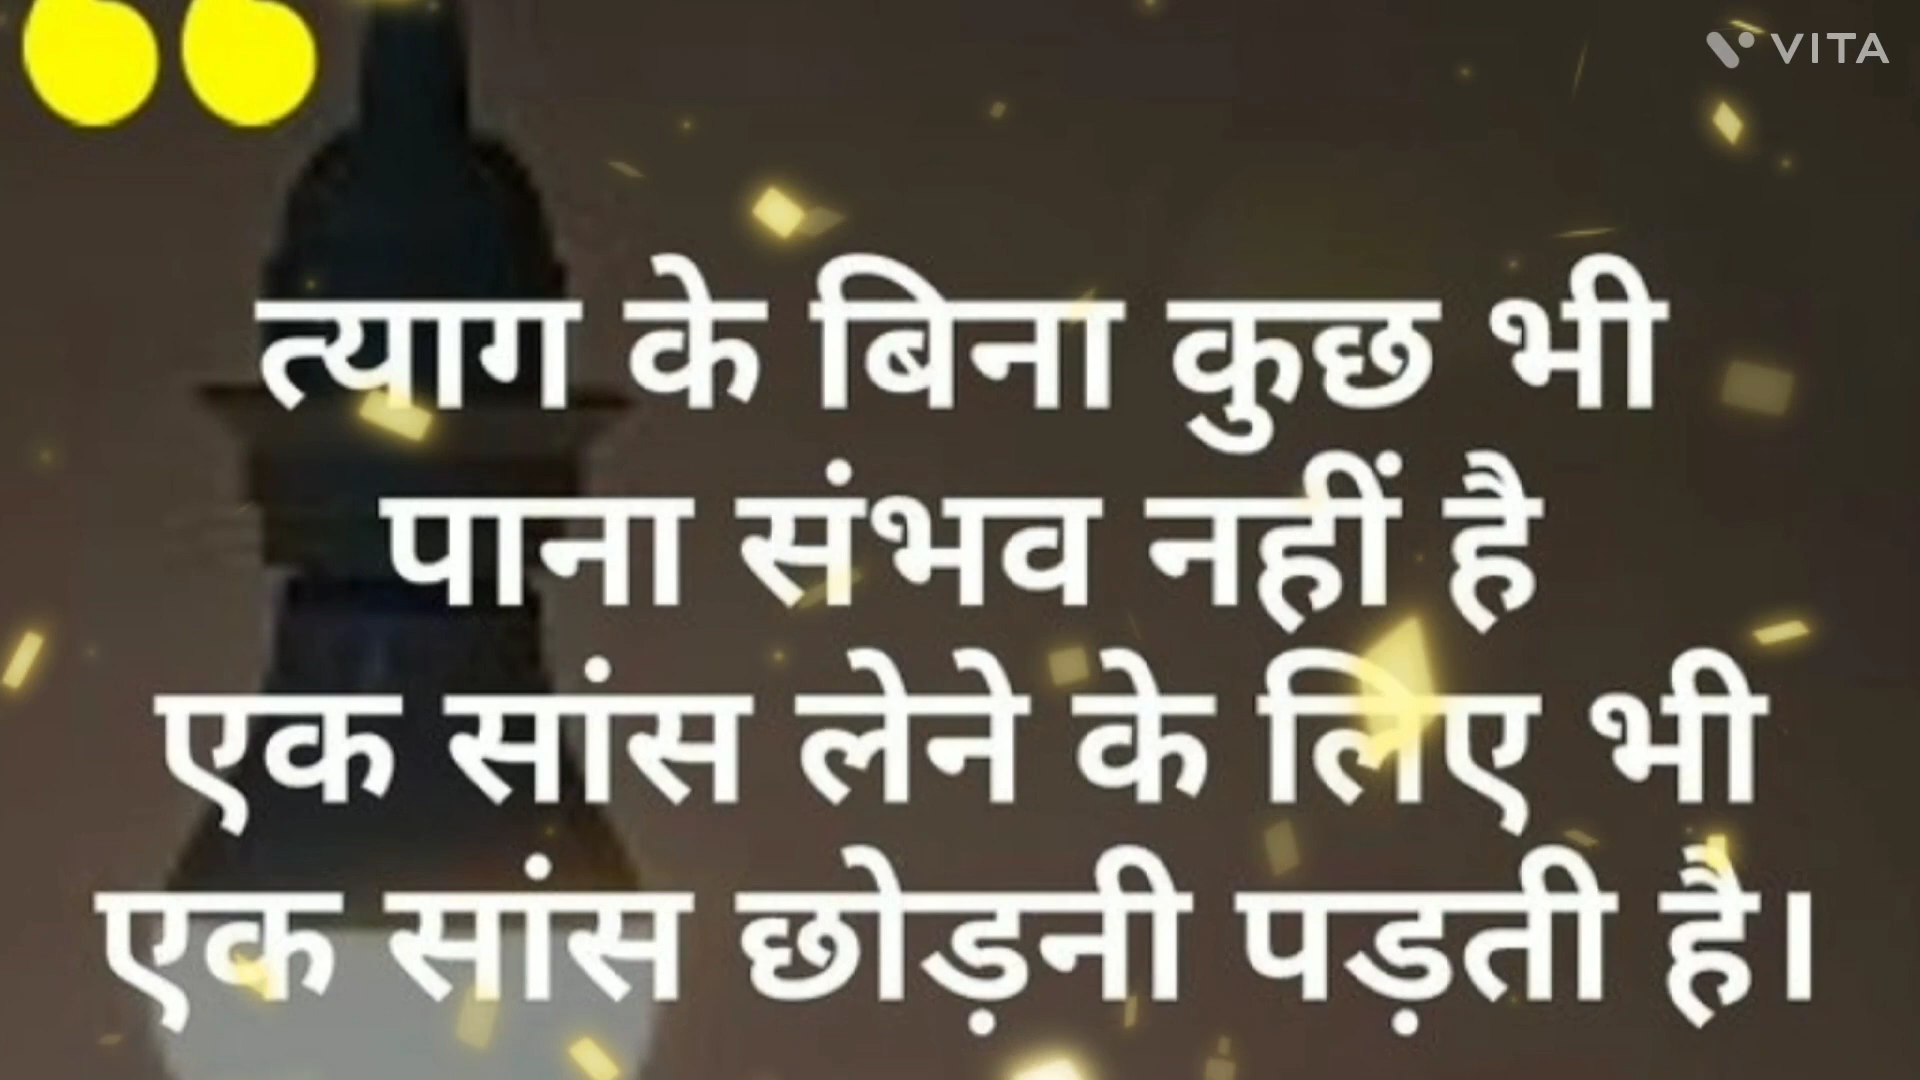 VITA
त्याग के बिना कुछ भी
पाना संभव नहीं है
एक सांस लेने के लिए भी
एक सांस छोड़नी पड़ती है।